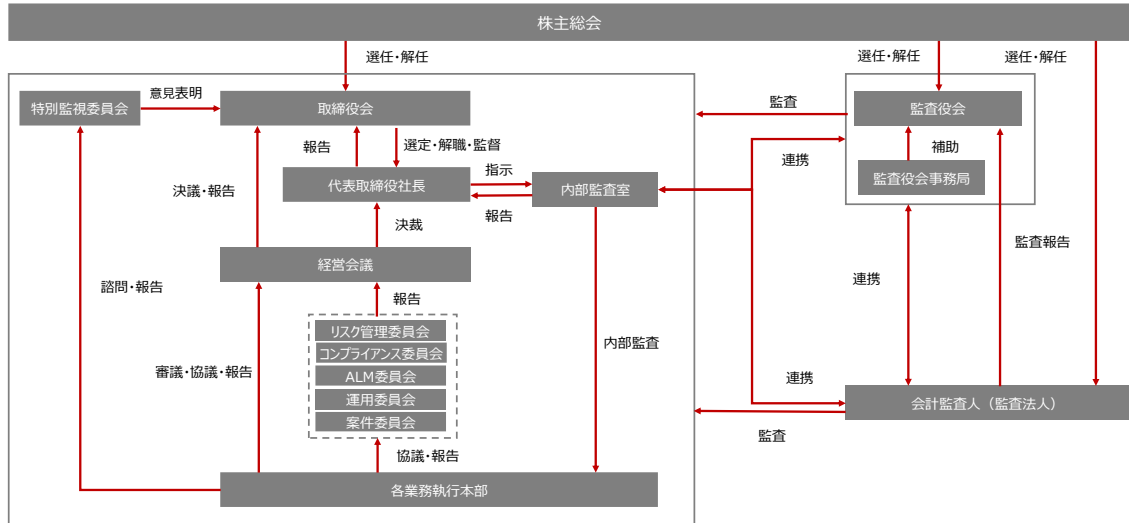 株主総会
選任・解任
選任・解任
選任・解任
特別監視委員会
意見表明
取締役会
監査
監査役会
報告
選定・解職・監督
連携
補助
決議・報告
代表取締役社長
指示
報告
内部監査室
監査役会事務局
決裁
監査報告
経営会議
連携
諮問・報告
報告
リスク管理委員会
コンプライアンス委員会
ALM委員会
運用委員会
案件委員会
内部監査
審議・協議・報告
連携
会計監査人（監査法人）
監査
協議・報告
各業務執行本部